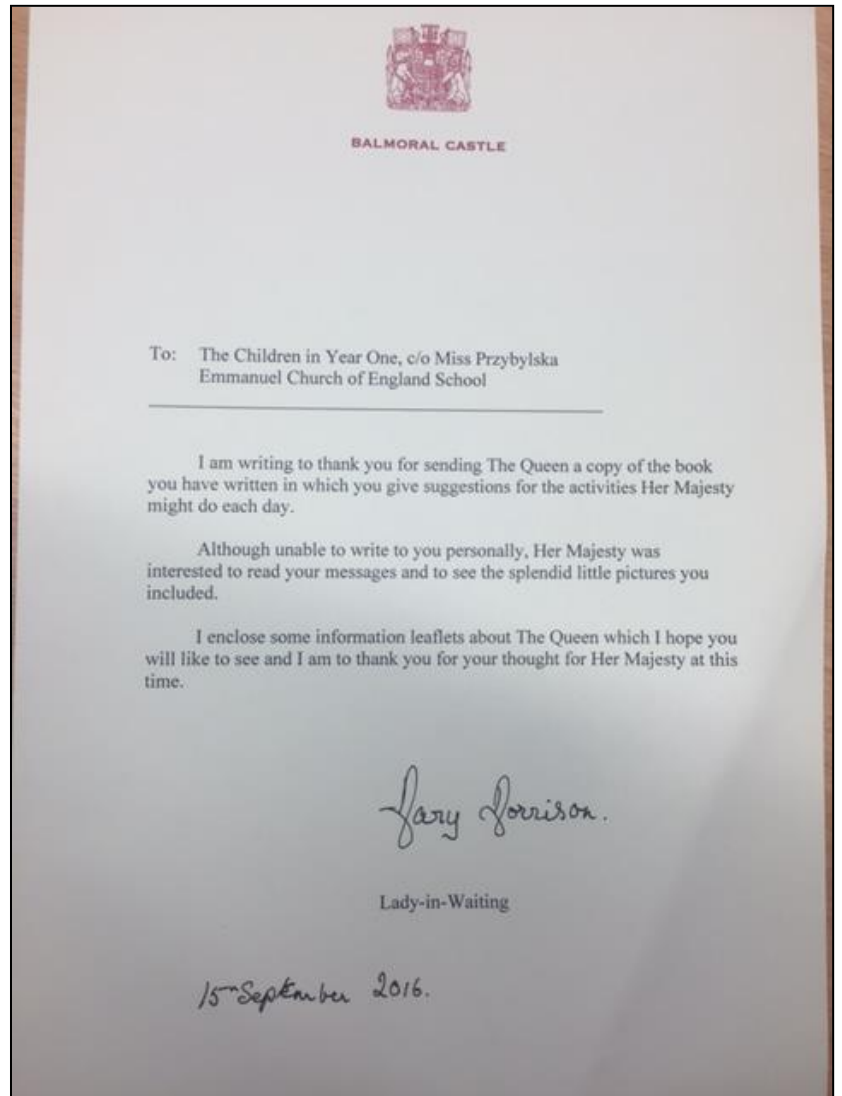 BALMORAL CASTLE
To: The Children in Year One, c/o Miss Przybylska
Emmanuel Church of England School
I am writing to thank you for sending The Queen a copy of the book
you have written in which you give suggestions for the activities Her Majesty
might do each day.
Although unable to write to you personally, Her Majesty was
interested to read your messages and to see the splendid little pictures you
included.
I enclose some information leaflets about The Queen which I hope you
will like to see and I am to thank you for your thought for Her Majesty at this
time.
Mary Morrison.
Lady-in-Waiting
15th September 2016.